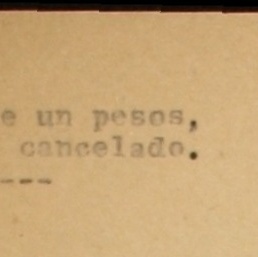 e un pesos,
cancelado.
----